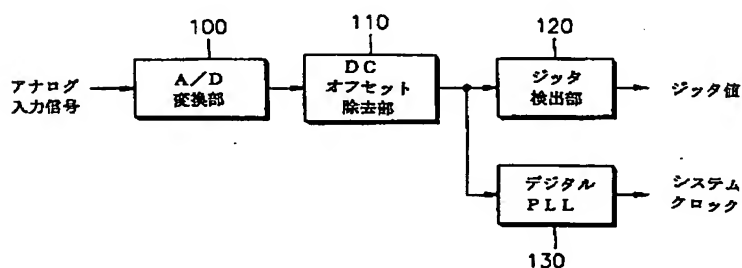 100
110
120
アナログ
入力信号
A/D
変換部
DC
オフセット
除去部
ジッタ
検出部
ジッタ値
デジタル
PLL
システム
クロック
130